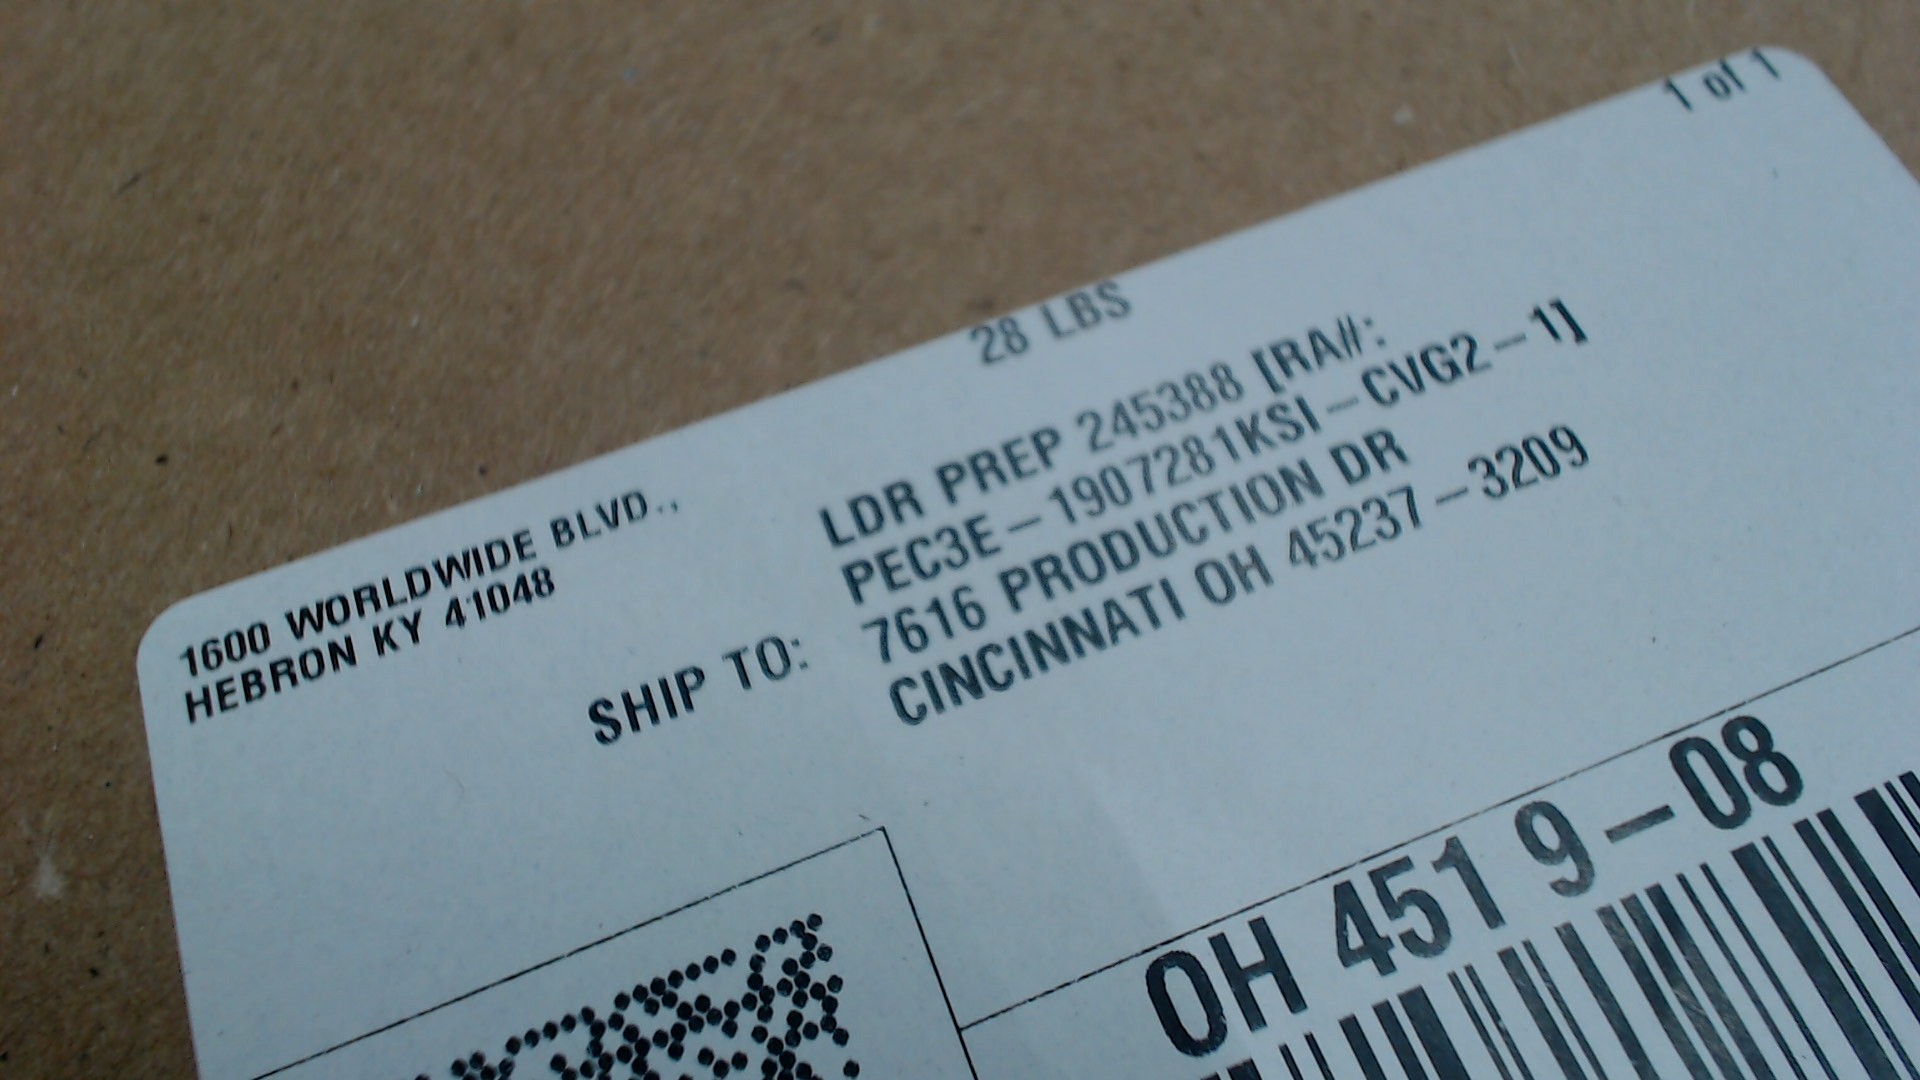 1 of 1
28 LBS
1600 WORLDWIDE BLVD.,
HEBRON KY 41048
SHIP TO:
LDR PREP 245388 [RA#:
PEC3E-1907281KSI-CVG2-1]
7616 PRODUCTION DR
CINCINNATI OH 45237-3209
OH 451 9-08